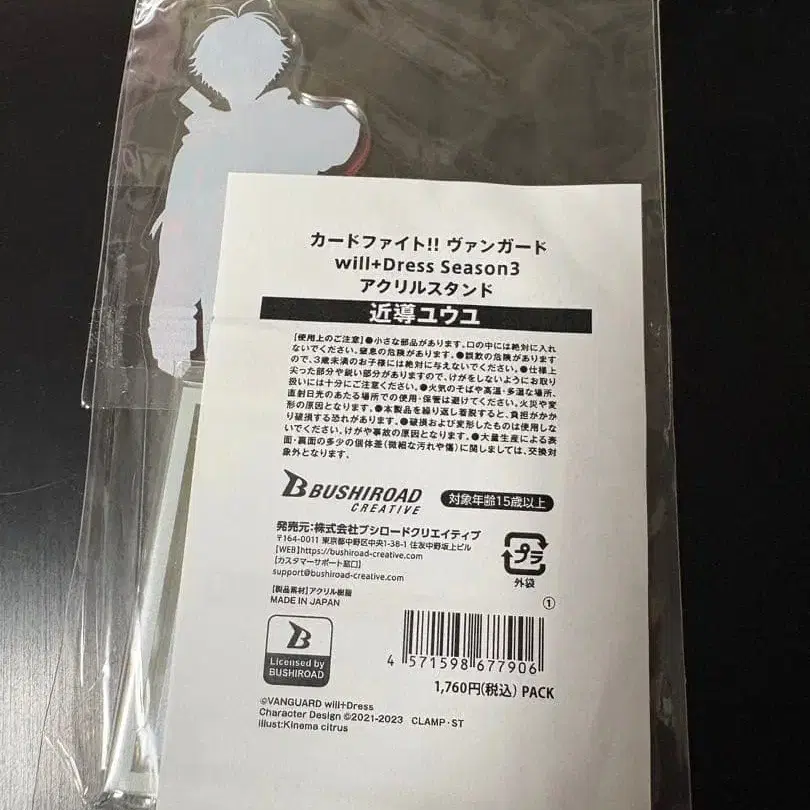 カードファイト!! ヴァンガード
will+Dress Season3
アクリルスタンド
近導ユウユ
【使用上のご注意】●小さな部品があります。口の中には絶対に入れ
ないでください。窒息の危険があります。●誤飲の危険があります
ので、3歳未満のお子様には絶対に与えないでください。●仕様上
尖った部分や鋭い部分がありますので、けがをしないようにお取り
扱いには十分にご注意ください。●火気のそばや高温・多湿な場所、
直射日光のあたる場所での使用・保管は避けてください。火災や変
形の原因となります。●本製品を繰り返し着脱すると、負担がかか
り破損する恐れがあります。●破損および変形したものは使用しな
いでください。けがや事故の原因となります。●大量生産による表
面・裏面の多少の個体差(微細な汚れや傷)に関しましては、交換対
象外となります。
BUSHIROAD
CREATIVE
対象年齢15歳以上
発売元:株式会社ブシロードクリエイティブ
〒164-0011 東京都中野区中央1-38-1 住友中野坂上ビル
[WEB]https://bushiroad-creative.com
[カスタマーサポート窓口]
support@bushiroad-creative.com
プラ
外袋
【製品素材】アクリル樹脂
MADE IN JAPAN
①
B
Licensed by
BUSHIROAD
4 571598 677906
1,760円(税込) PACK
©VANGUARD will+Dress
Character Design ©2021-2023 CLAMP・ST
illust:Kinema citrus